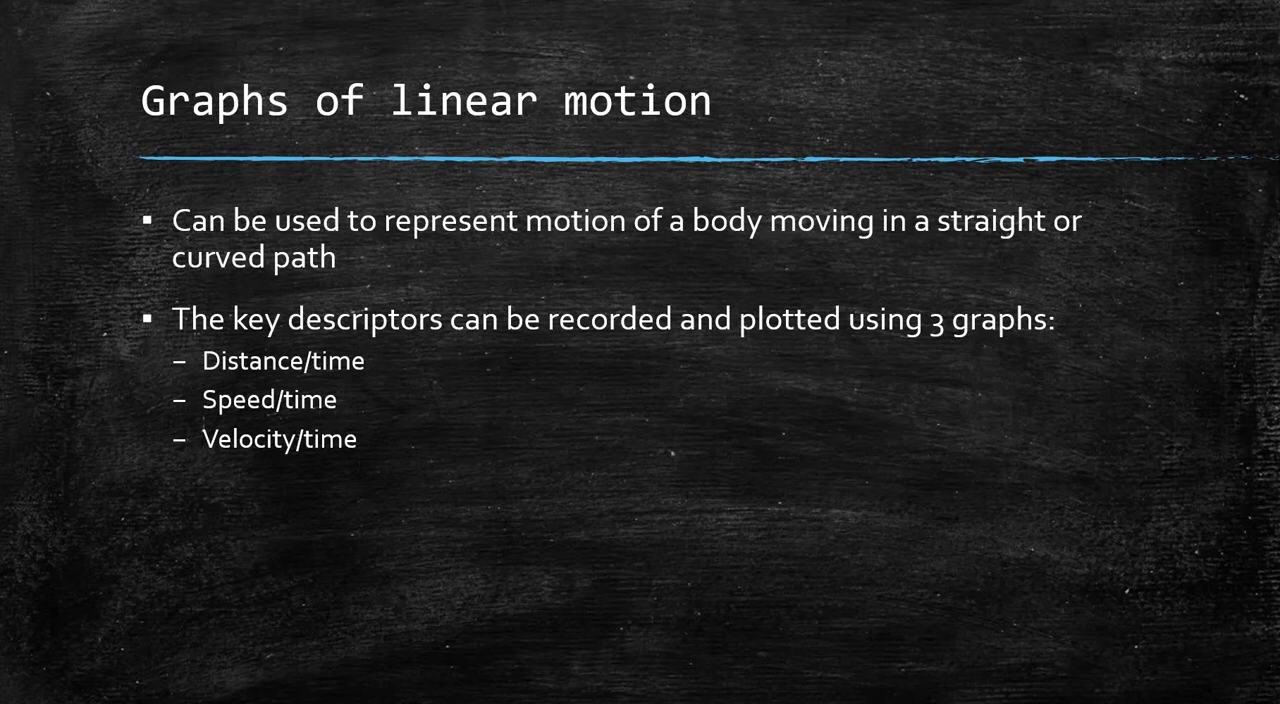 Graphs of linear motion
▪ Can be used to represent motion of a body moving in a straight or
curved path
▪ The key descriptors can be recorded and plotted using 3 graphs:
– Distance/time
– Speed/time
– Velocity/time